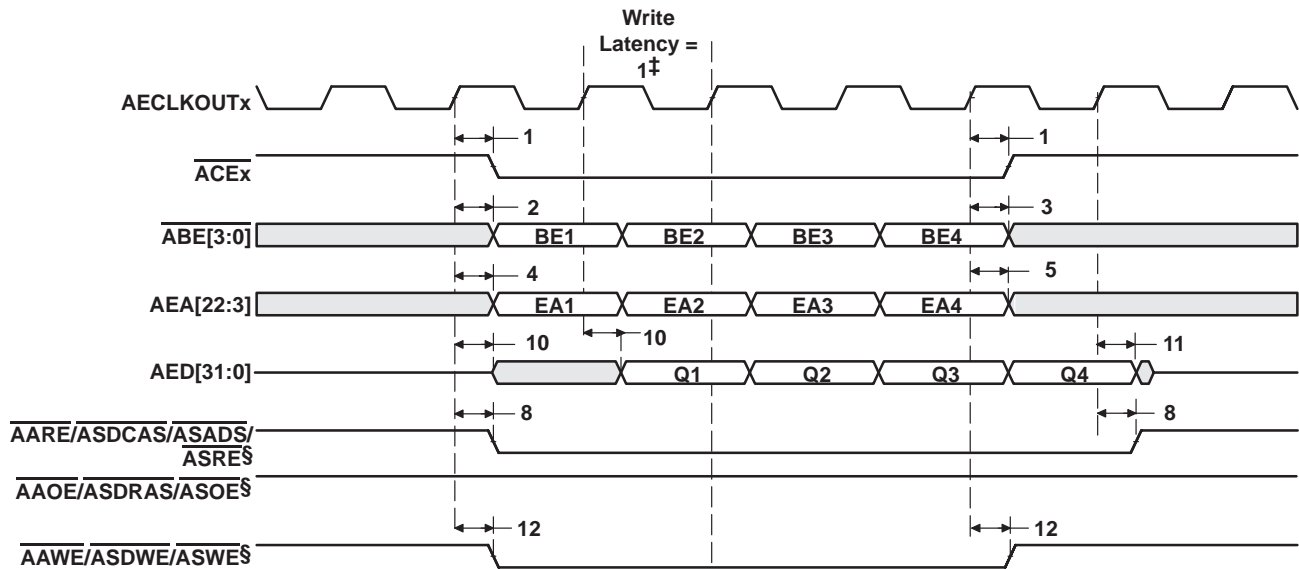 Write
Latency =
1‡
AECLKOUTx
1 1
ACEx
2 3
ABE[3:0] BE1 BE2 BE3 BE4
4 5
AEA[22:3] EA1 EA2 EA3 EA4
10 10 11
AED[31:0] Q1 Q2 Q3 Q4
8 8
AARE/ASDCAS/ASADS/
ASRE§
AAOE/ASDRAS/ASOE§
12 12
AAWE/ASDWE/ASWE§